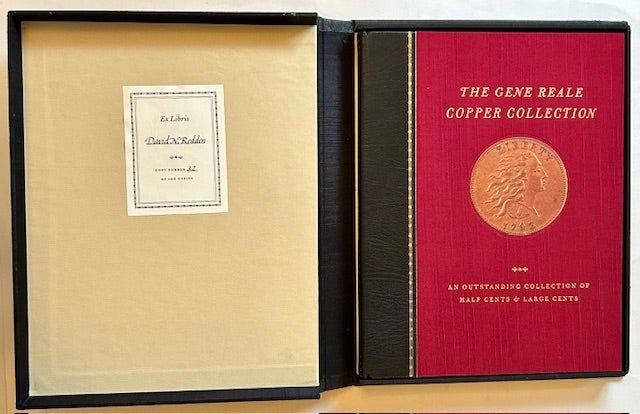 Ex Libris
David N. Redden
COPY NUMBER 32
OF 100 COPIES
THE GENE REALE
COPPER COLLECTION
LIBERTY
1793
AN OUTSTANDING COLLECTION OF
HALF CENTS & LARGE CENTS